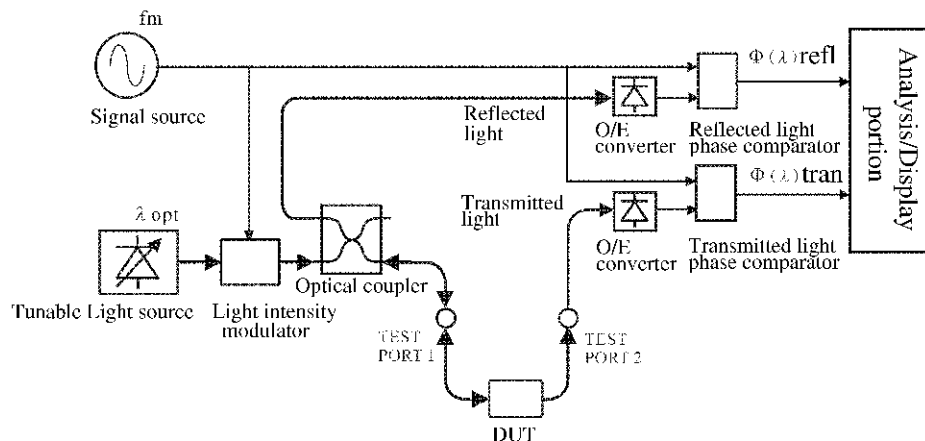 fm
Signal source
Φ(λ)refl
Reflected
light
O/E
converter
Reflected light
phase comparator
Analysis/Display
portion
Φ(λ)tran
Transmitted
light
O/E
converter
Transmitted light
phase comparator
λ opt
Tunable Light source
Light intensity
modulator
Optical coupler
TEST
PORT 1
TEST
PORT 2
DUT